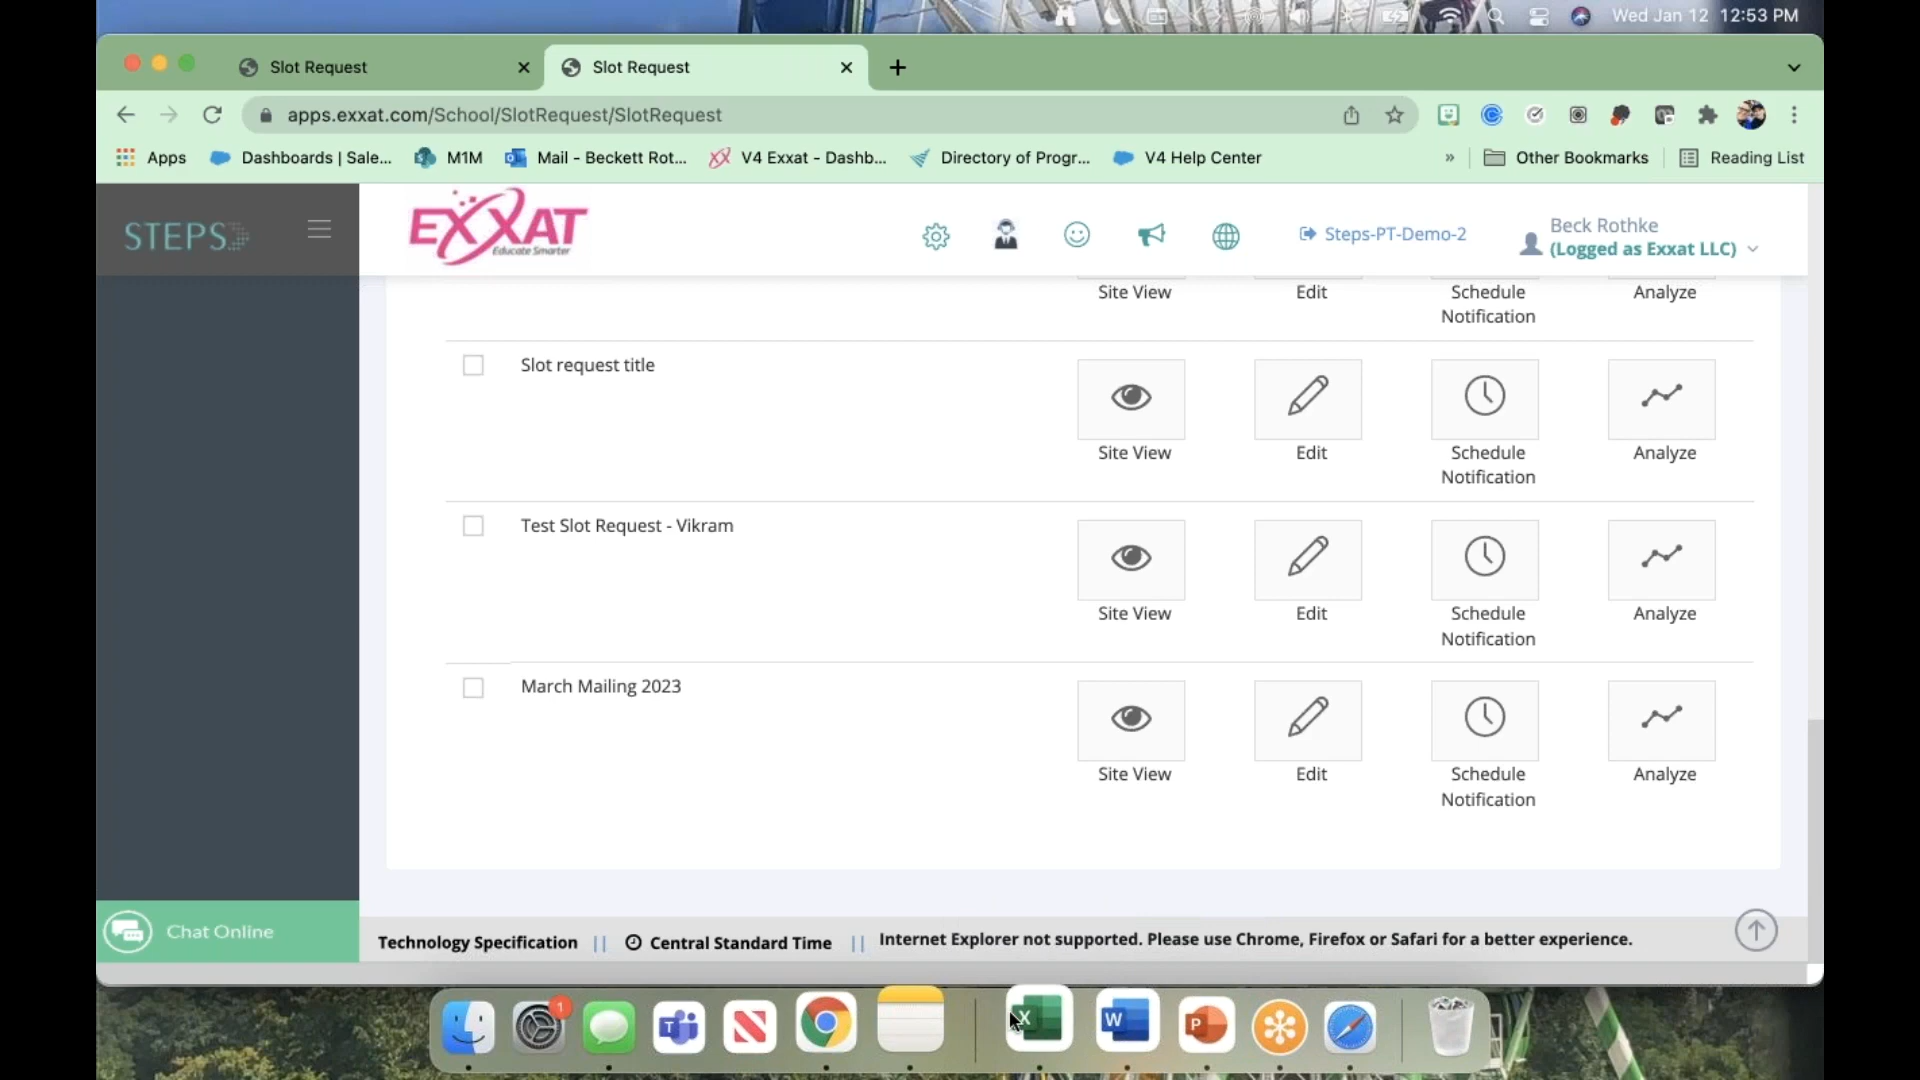 Wed Jan 12 12:53 PM
Slot Request
Slot Request
apps.exxat.com/School/SlotRequest/SlotRequest
Apps
Dashboards | Sale...
M1M
Mail - Beckett Rot...
V4 Exxat - Dashb...
Directory of Progr...
V4 Help Center
»
Other Bookmarks
Reading List
STEPS
EXXAT
Educate Smarter
Steps-PT-Demo-2
Beck Rothke
(Logged as Exxat LLC)
Site View
Edit
Schedule
Notification
Analyze
Slot request title
Site View
Edit
Schedule
Notification
Analyze
Test Slot Request - Vikram
Site View
Edit
Schedule
Notification
Analyze
March Mailing 2023
Site View
Edit
Schedule
Notification
Analyze
Chat Online
Technology Specification || Central Standard Time || Internet Explorer not supported. Please use Chrome, Firefox or Safari for a better experience.
1
T
X
W
P